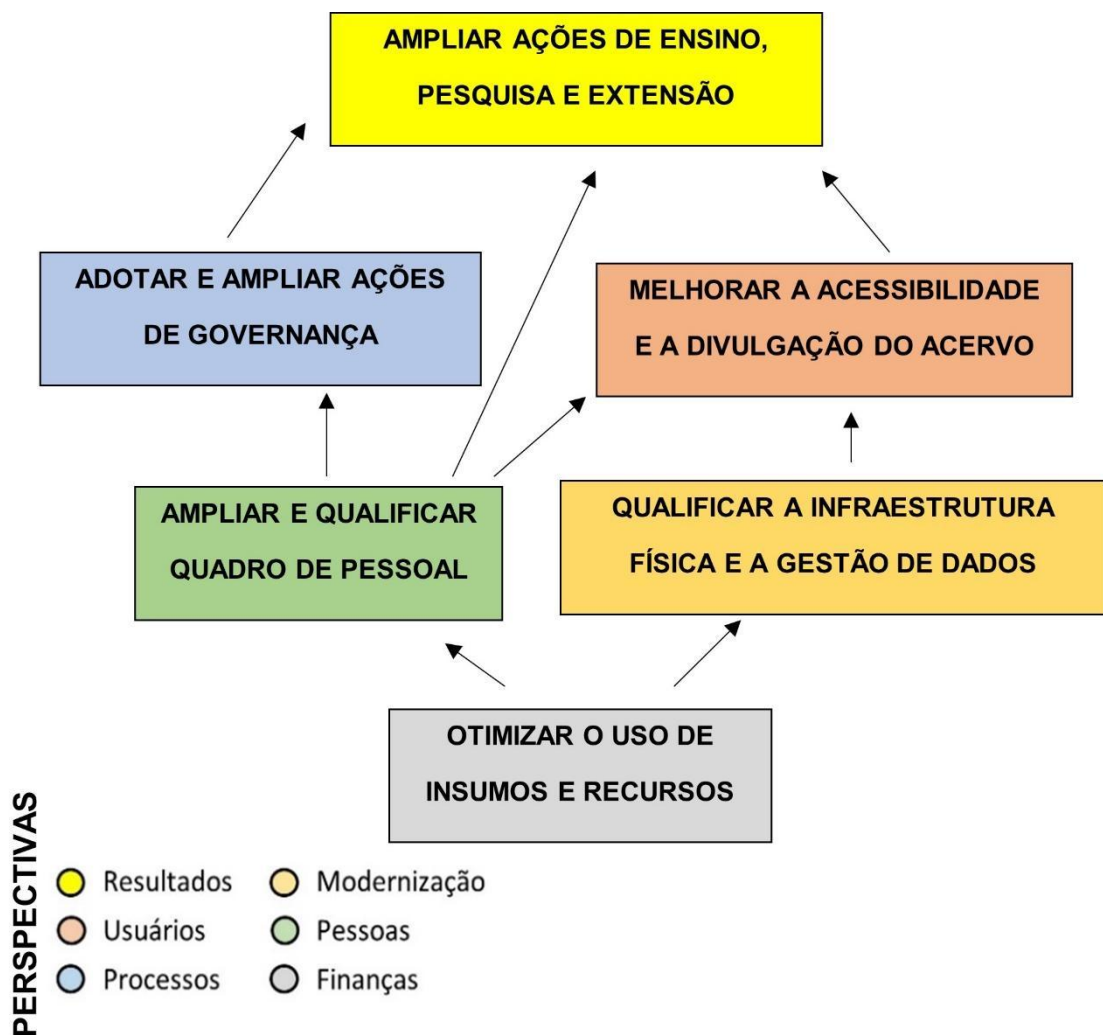 AMPLIAR AÇÕES DE ENSINO,
PESQUISA E EXTENSÃO
ADOTAR E AMPLIAR AÇÕES
DE GOVERNANÇA
MELHORAR A ACESSIBILIDADE
E A DIVULGAÇÃO DO ACERVO
AMPLIAR E QUALIFICAR
QUADRO DE PESSOAL
QUALIFICAR A INFRAESTRUTURA
FÍSICA E A GESTÃO DE DADOS
OTIMIZAR O USO DE
INSUMOS E RECURSOS
PERSPECTIVAS
Resultados
Usuários
Processos
Modernização
Pessoas
Finanças